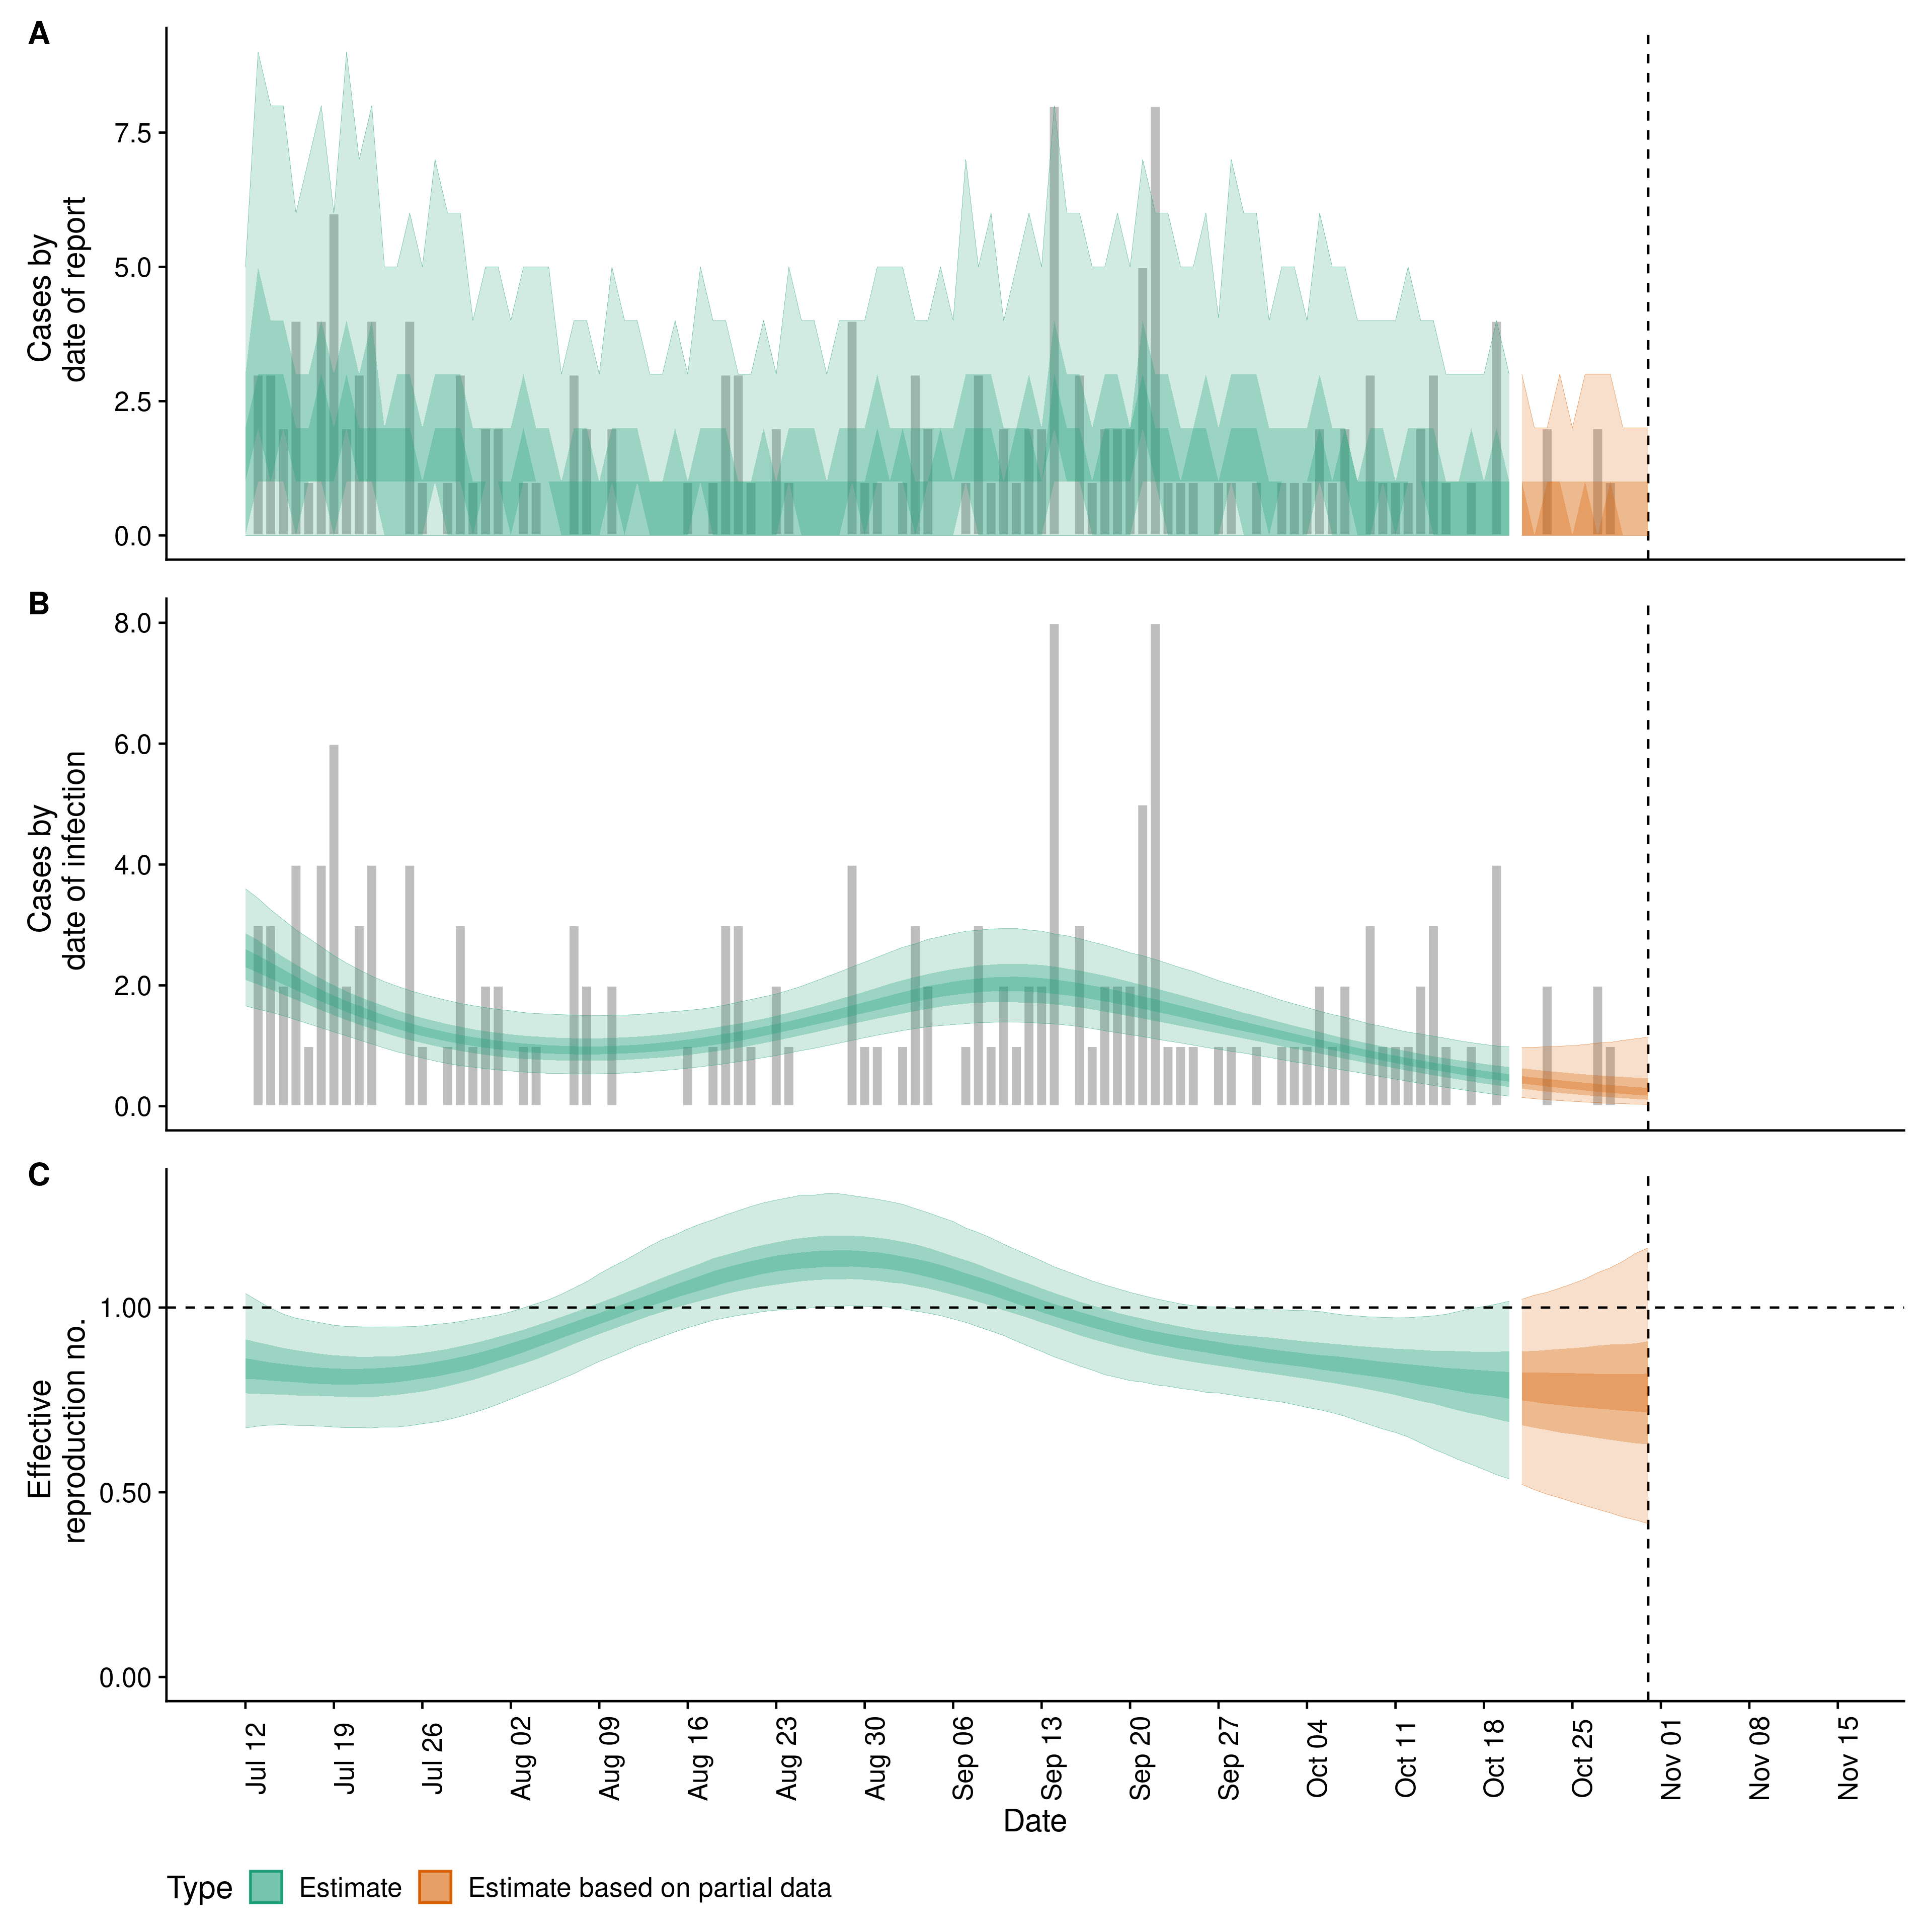 A
Cases by
date of report
7.5
5.0
2.5
0.0
B
Cases by
date of infection
8.0
6.0
4.0
2.0
0.0
C
Effective
reproduction no.
1.00
0.50
0.00
Jul 12
Jul 19
Jul 26
Aug 02
Aug 09
Aug 16
Aug 23
Aug 30
Sep 06
Sep 13
Sep 20
Sep 27
Oct 04
Oct 11
Oct 18
Oct 25
Nov 01
Nov 08
Nov 15
Date
Type Estimate Estimate based on partial data